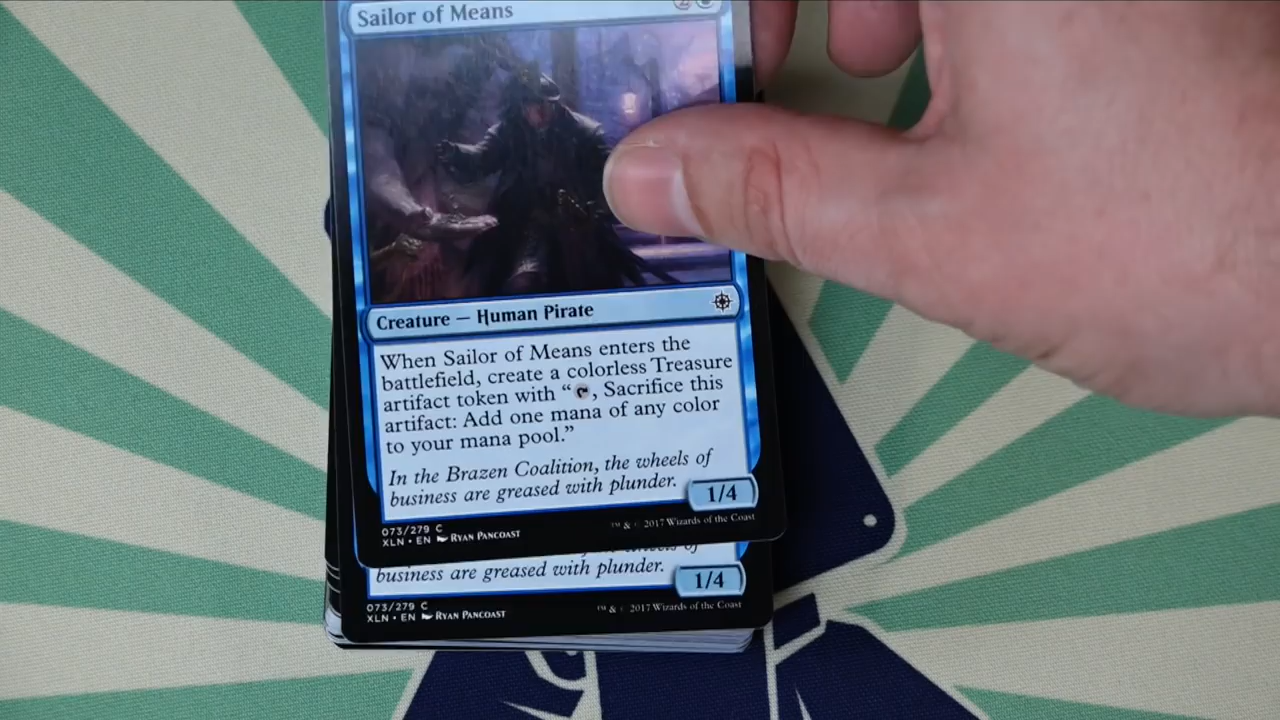 Sailor of Means
2
Creature — Human Pirate
When Sailor of Means enters the
battlefield, create a colorless Treasure
artifact token with “, Sacrifice this
artifact: Add one mana of any color
to your mana pool.”
In the Brazen Coalition, the wheels of
business are greased with plunder.
1/4
073/279 C
XLN • EN RYAN PANCOAST
™ & © 2017 Wizards of the Coast
wheels of
business are greased with plunder.
1/4
073/279 C
XLN • EN RYAN PANCOAST
™ & © 2017 Wizards of the Coast